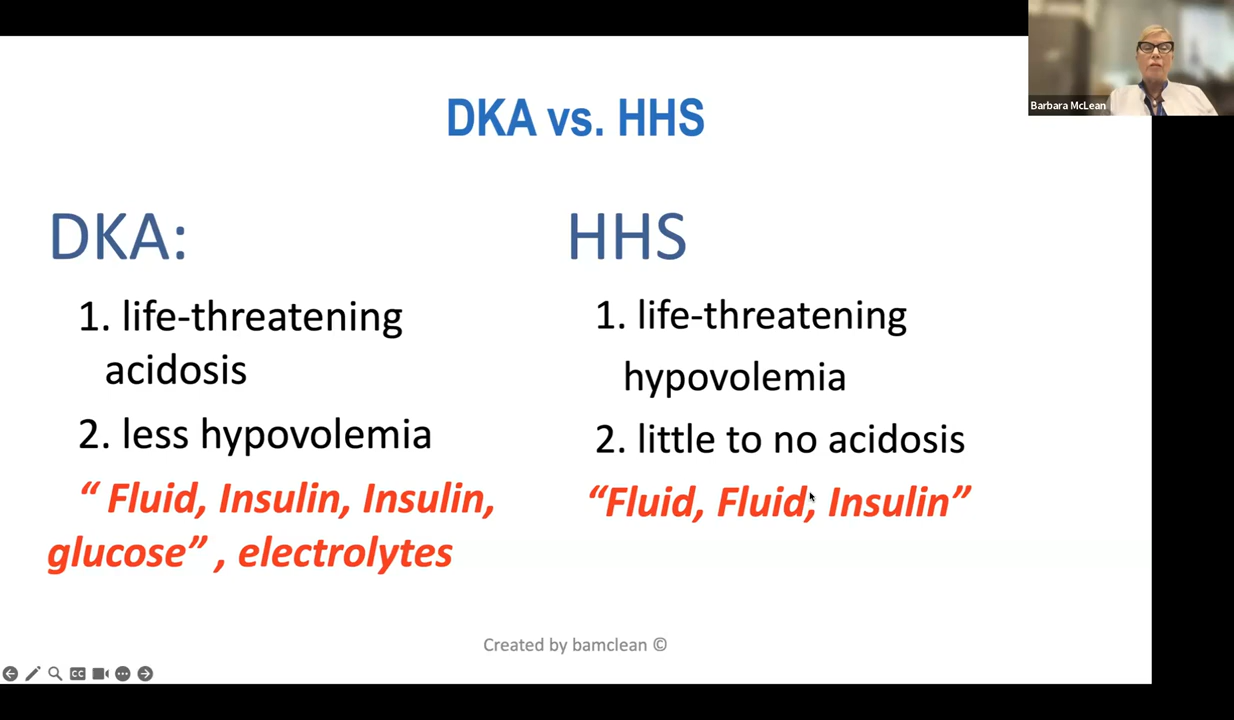 Barbara McLean
DKA vs. HHS
DKA:
1. life-threatening
acidosis
2. less hypovolemia
“ Fluid, Insulin, Insulin,
glucose” , electrolytes
HHS
1. life-threatening
hypovolemia
2. little to no acidosis
“Fluid, Fluid, Insulin”
Created by bamclean ©
CC